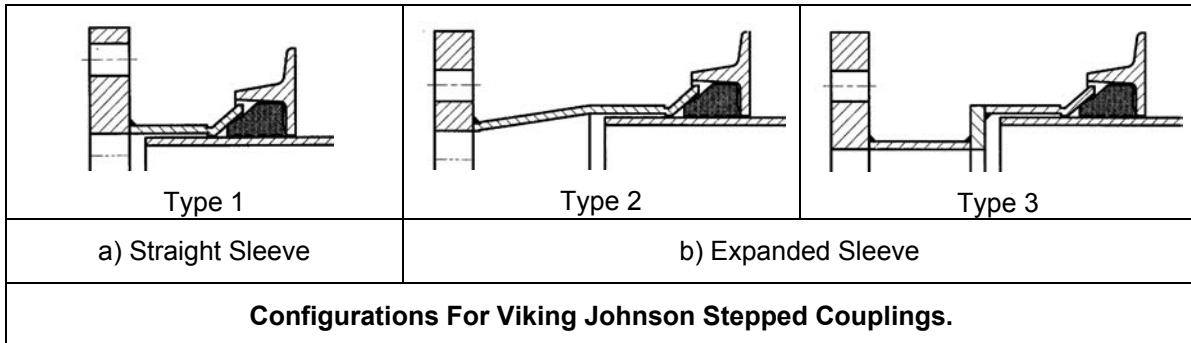 Type 1
Type 2
Type 3
a) Straight Sleeve
b) Expanded Sleeve
Configurations For Viking Johnson Stepped Couplings.